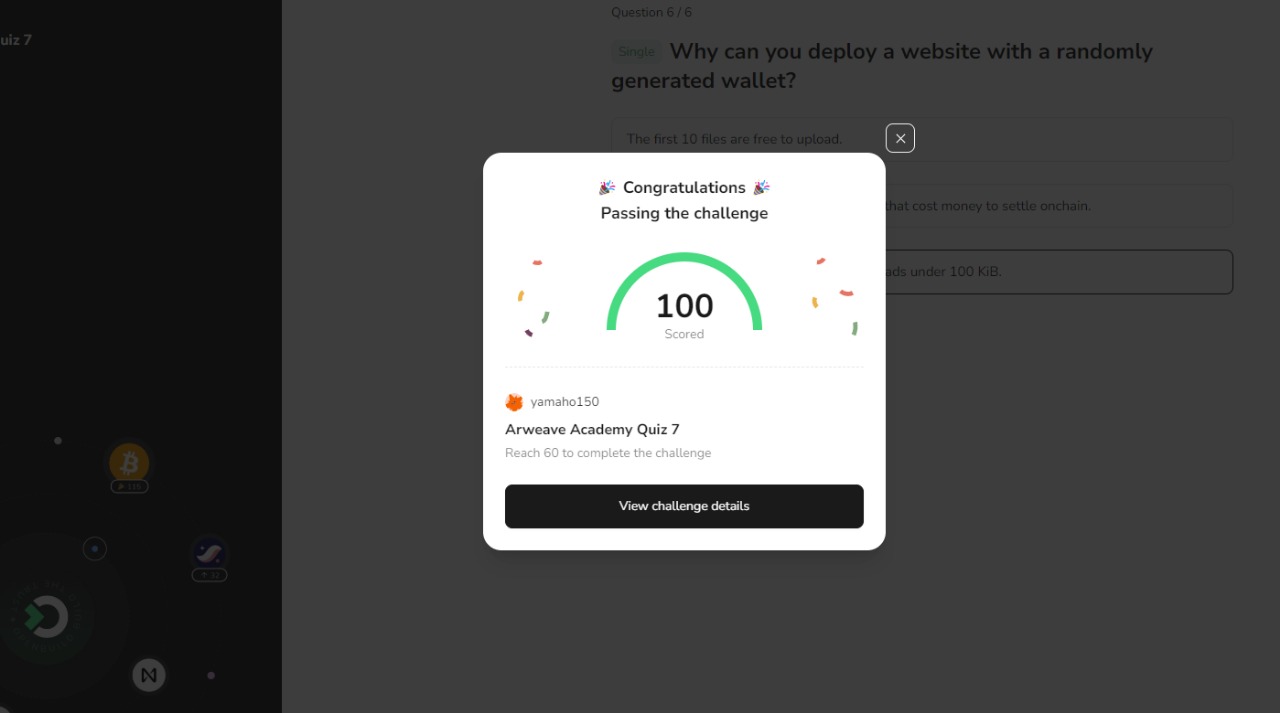 uiz 7
Question 6 / 6
Single Why can you deploy a website with a randomly
generated wallet?
The first 10 files are free to upload.
that cost money to settle onchain.
ads under 100 KiB.
Congratulations
Passing the challenge
100
Scored
yamaho150
Arweave Academy Quiz 7
Reach 60 to complete the challenge
View challenge details